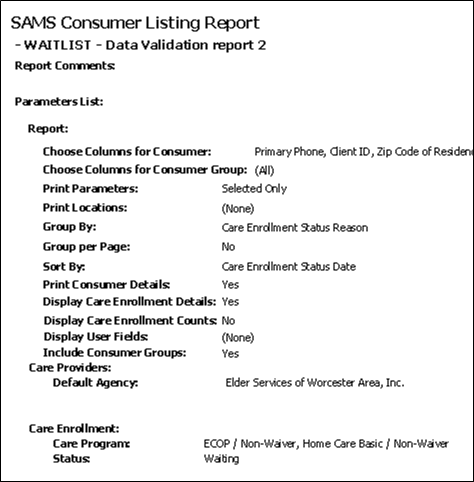 SAMS Consumer Listing Report
- WAITLIST - Data Validation report 2
Report Comments:
Parameters List:
Report:
Choose Columns for Consumer: Primary Phone, Client ID, Zip Code of Residen
Choose Columns for Consumer Group: (All)
Print Parameters: Selected Only
Print Locations: (None)
Group By: Care Enrollment Status Reason
Group per Page: No
Sort By: Care Enrollment Status Date
Print Consumer Details: Yes
Display Care Enrollment Details: Yes
Display Care Enrollment Counts: No
Display User Fields: (None)
Include Consumer Groups: Yes
Care Providers:
Default Agency: Elder Services of Worcester Area, Inc.
Care Enrollment:
Care Program: ECOP / Non-Waiver, Home Care Basic / Non-Waiver
Status: Waiting